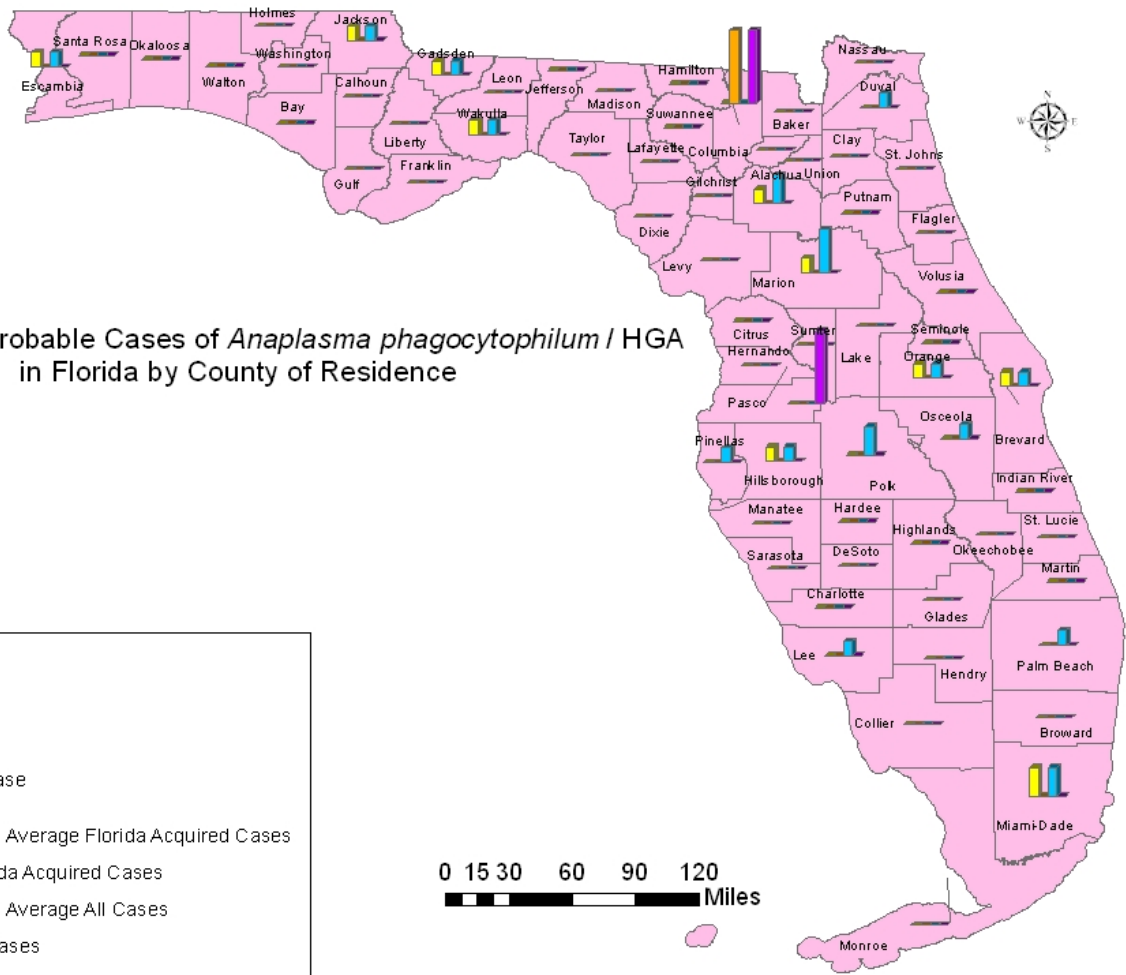 Holmes
Jackson
Santa Rosa
Okaloosa
Escambia
Walton
Washington
Gadsden
Calhoun
Leon
Bay
Wakulla
Jefferson
Madison
Hamilton
Liberty
Franklin
Gulf
Taylor
Suwannee
Lafayette
Columbia
Baker
Nassau
Duval
Clay
St. Johns
Gilchrist
Alachua
Union
Putnam
Dixie
Flagler
Levy
Marion
Volusia
N
W
E
S
robable Cases of Anaplasma phagocytophilum / HGA
in Florida by County of Residence
Citrus
Sumter
Hernando
Lake
Seminole
Orange
Pasco
Pinellas
Hillsborough
Polk
Osceola
Brevard
Indian River
Manatee
Hardee
Highlands
St. Lucie
Okeechobee
Sarasota
DeSoto
Martin
Charlotte
Glades
Lee
Hendry
Palm Beach
Collier
Broward
Miami-Dade
Monroe
ase
Average Florida Acquired Cases
da Acquired Cases
Average All Cases
ases
0 15 30 60 90 120
Miles